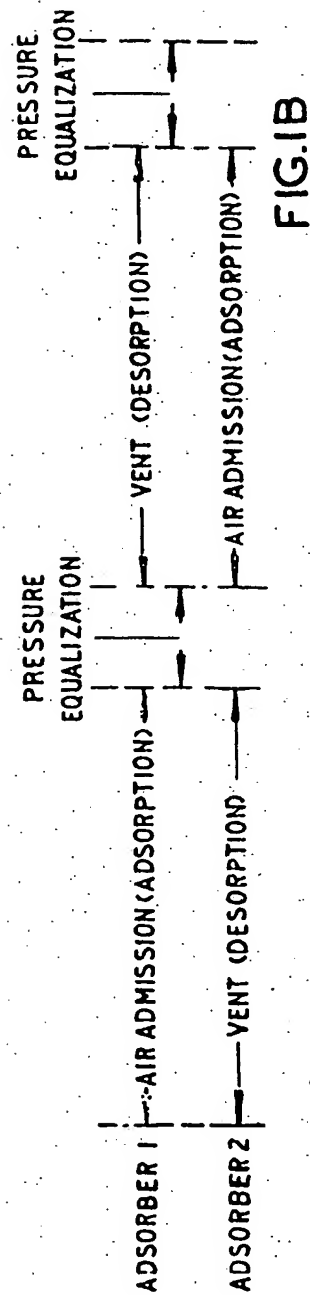 PRESSURE
EQUALIZATION
PRESSURE
EQUALIZATION
ADSORBER 1
AIR ADMISSION(ADSORPTION)
VENT (DESORPTION)
ADSORBER 2
VENT (DESORPTION)
AIR ADMISSION(ADSORPTION)
FIG.1B